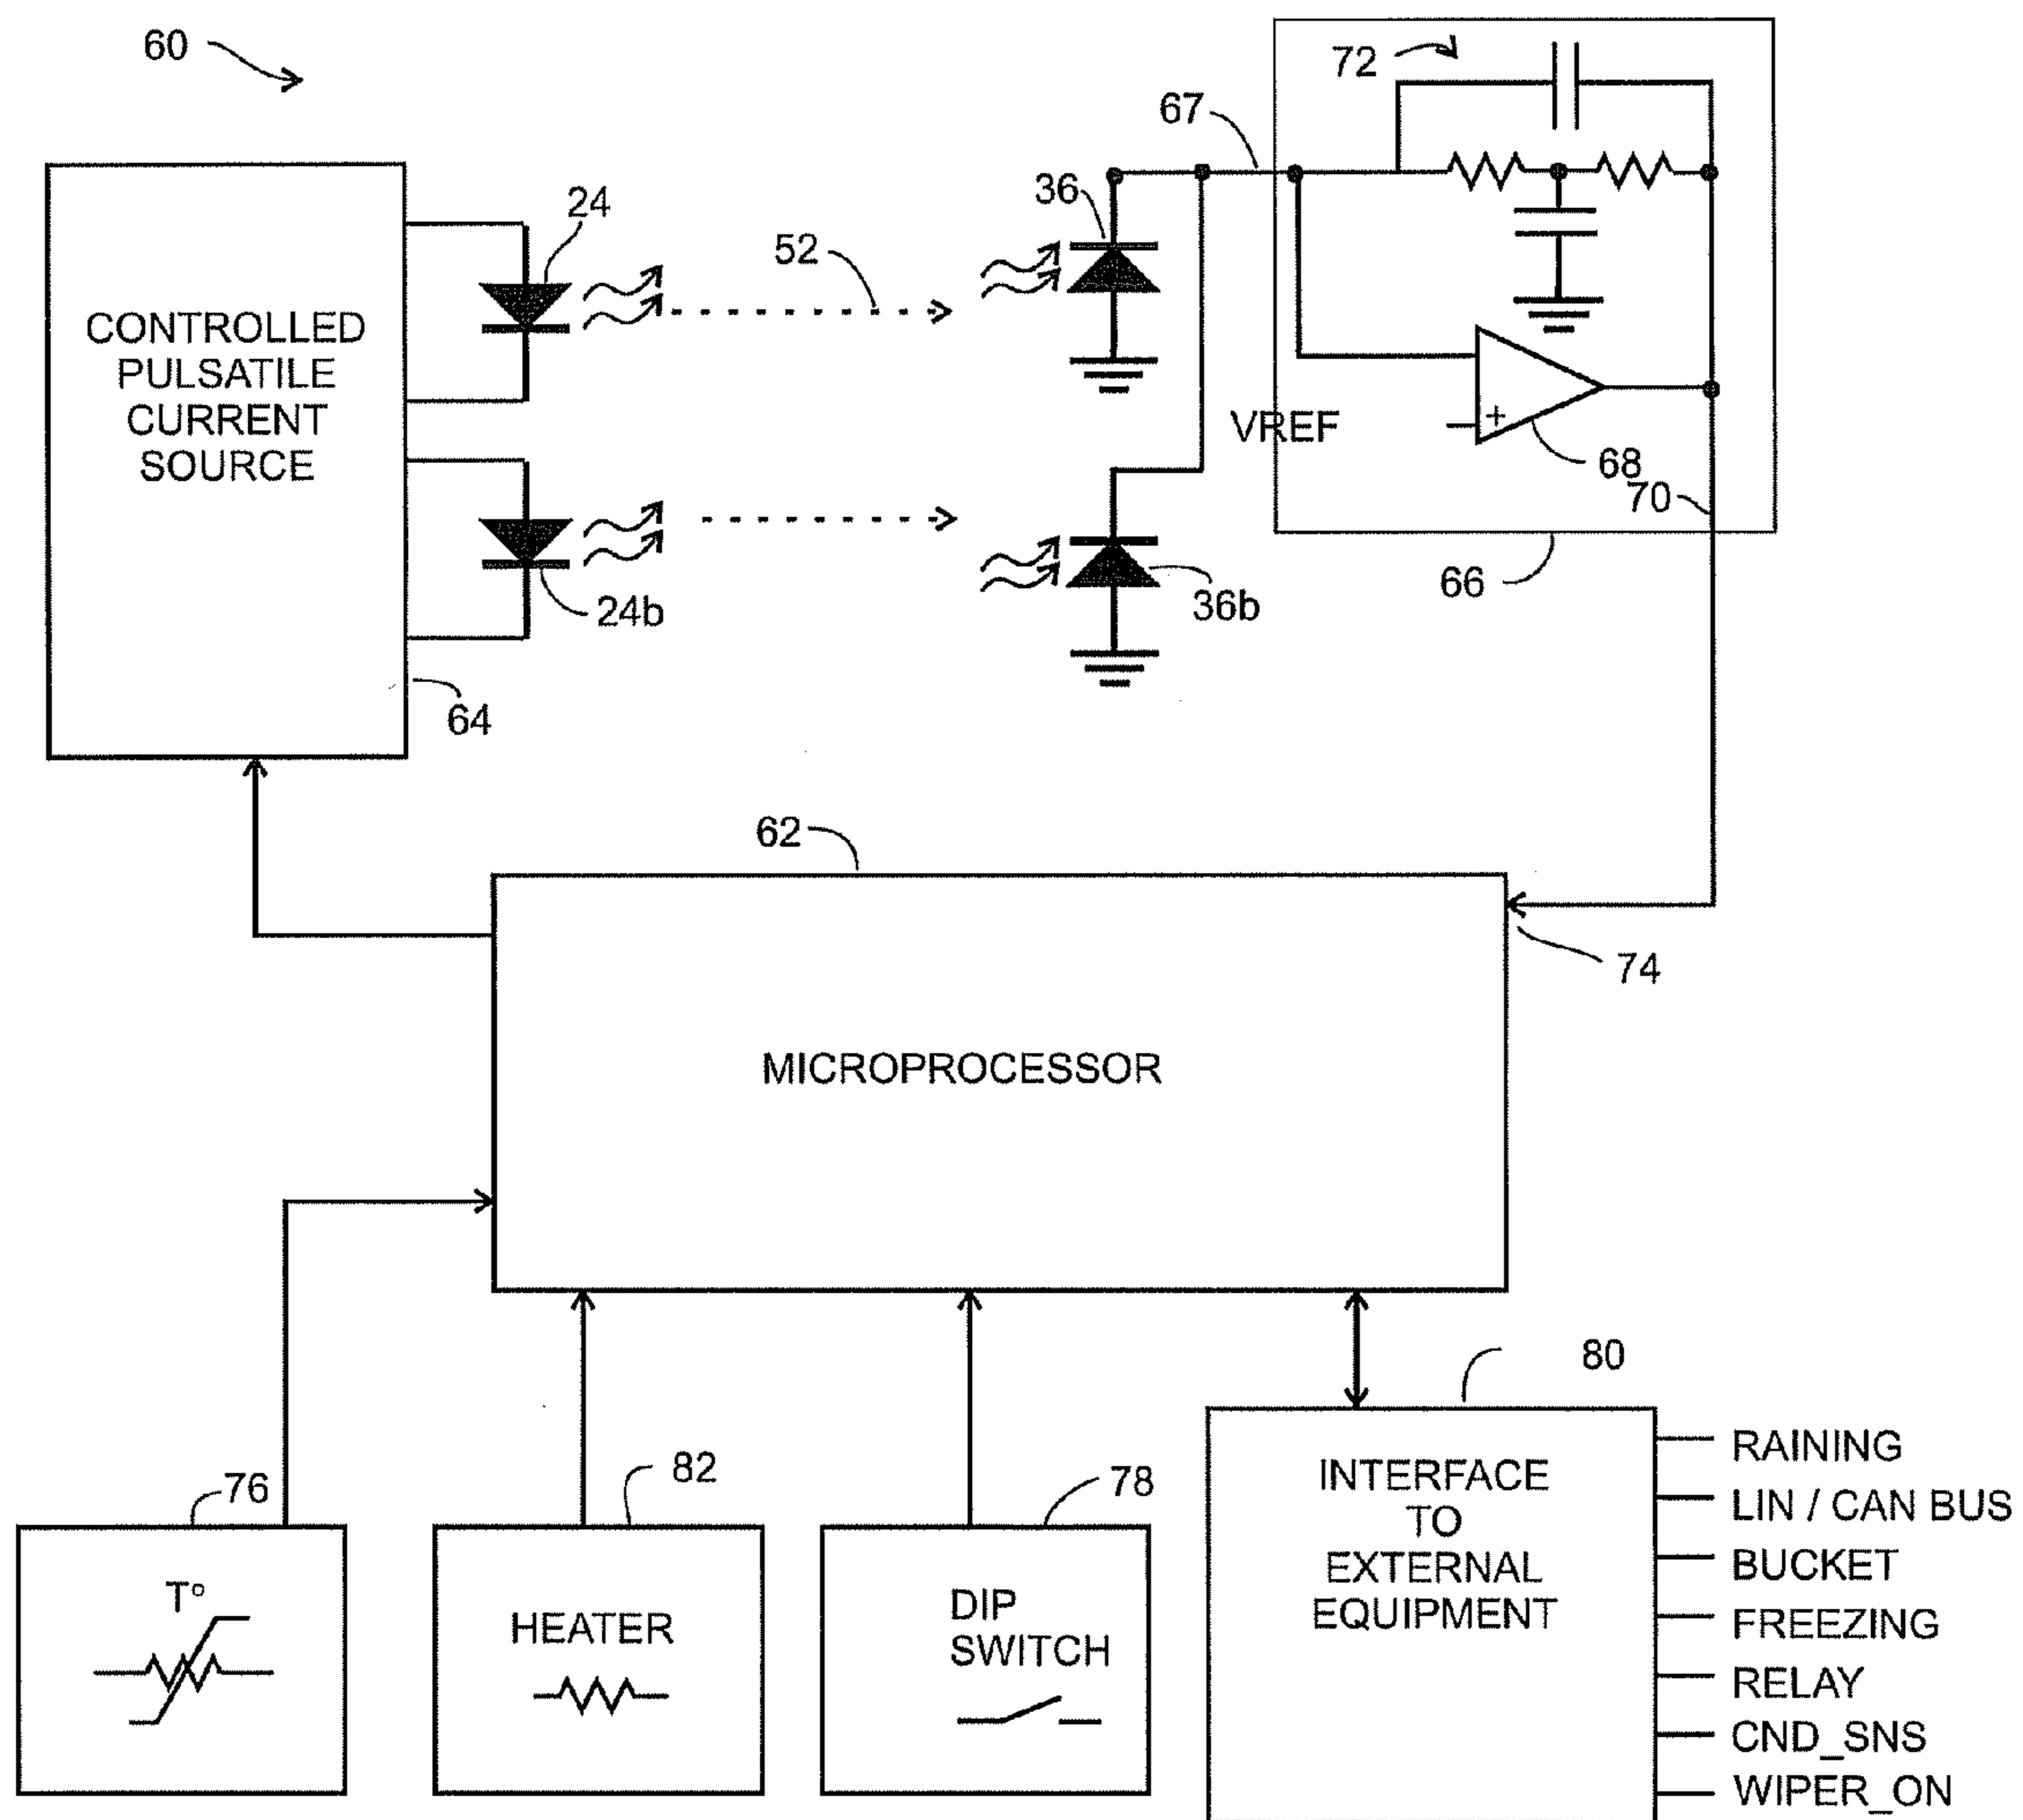 60
72
67
24
36
52
CONTROLLED
PULSATILE
CURRENT
SOURCE
VREF
+
68
70
66
24b
36b
64
62
74
MICROPROCESSOR
80
76
82
78
T°
HEATER
DIP
SWITCH
INTERFACE
TO
EXTERNAL
EQUIPMENT
RAINING
LIN / CAN BUS
BUCKET
FREEZING
RELAY
CND_SNS
WIPER_ON